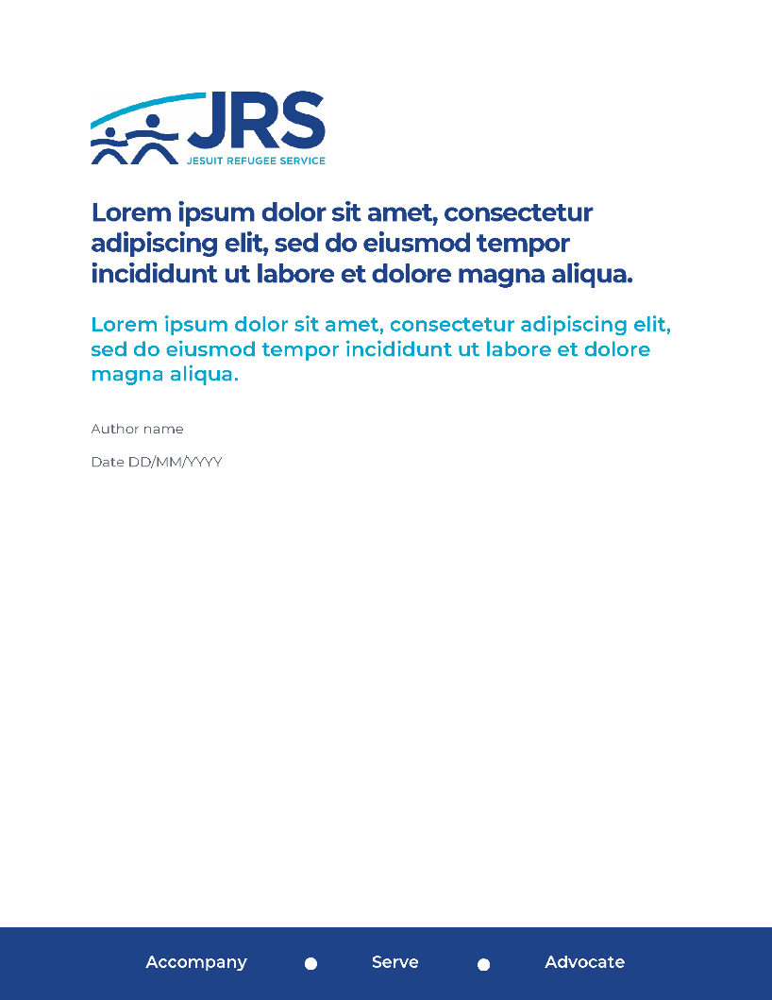 JRS
JESUIT REFUGEE SERVICE
Lorem ipsum dolor sit amet, consectetur
adipiscing elit, sed do eiusmod tempor
incididunt ut labore et dolore magna aliqua.
Lorem ipsum dolor sit amet, consectetur adipiscing elit,
sed do eiusmod tempor incididunt ut labore et dolore
magna aliqua.
Author name
Date DD/MM/YYYY
Accompany ● Serve ● Advocate